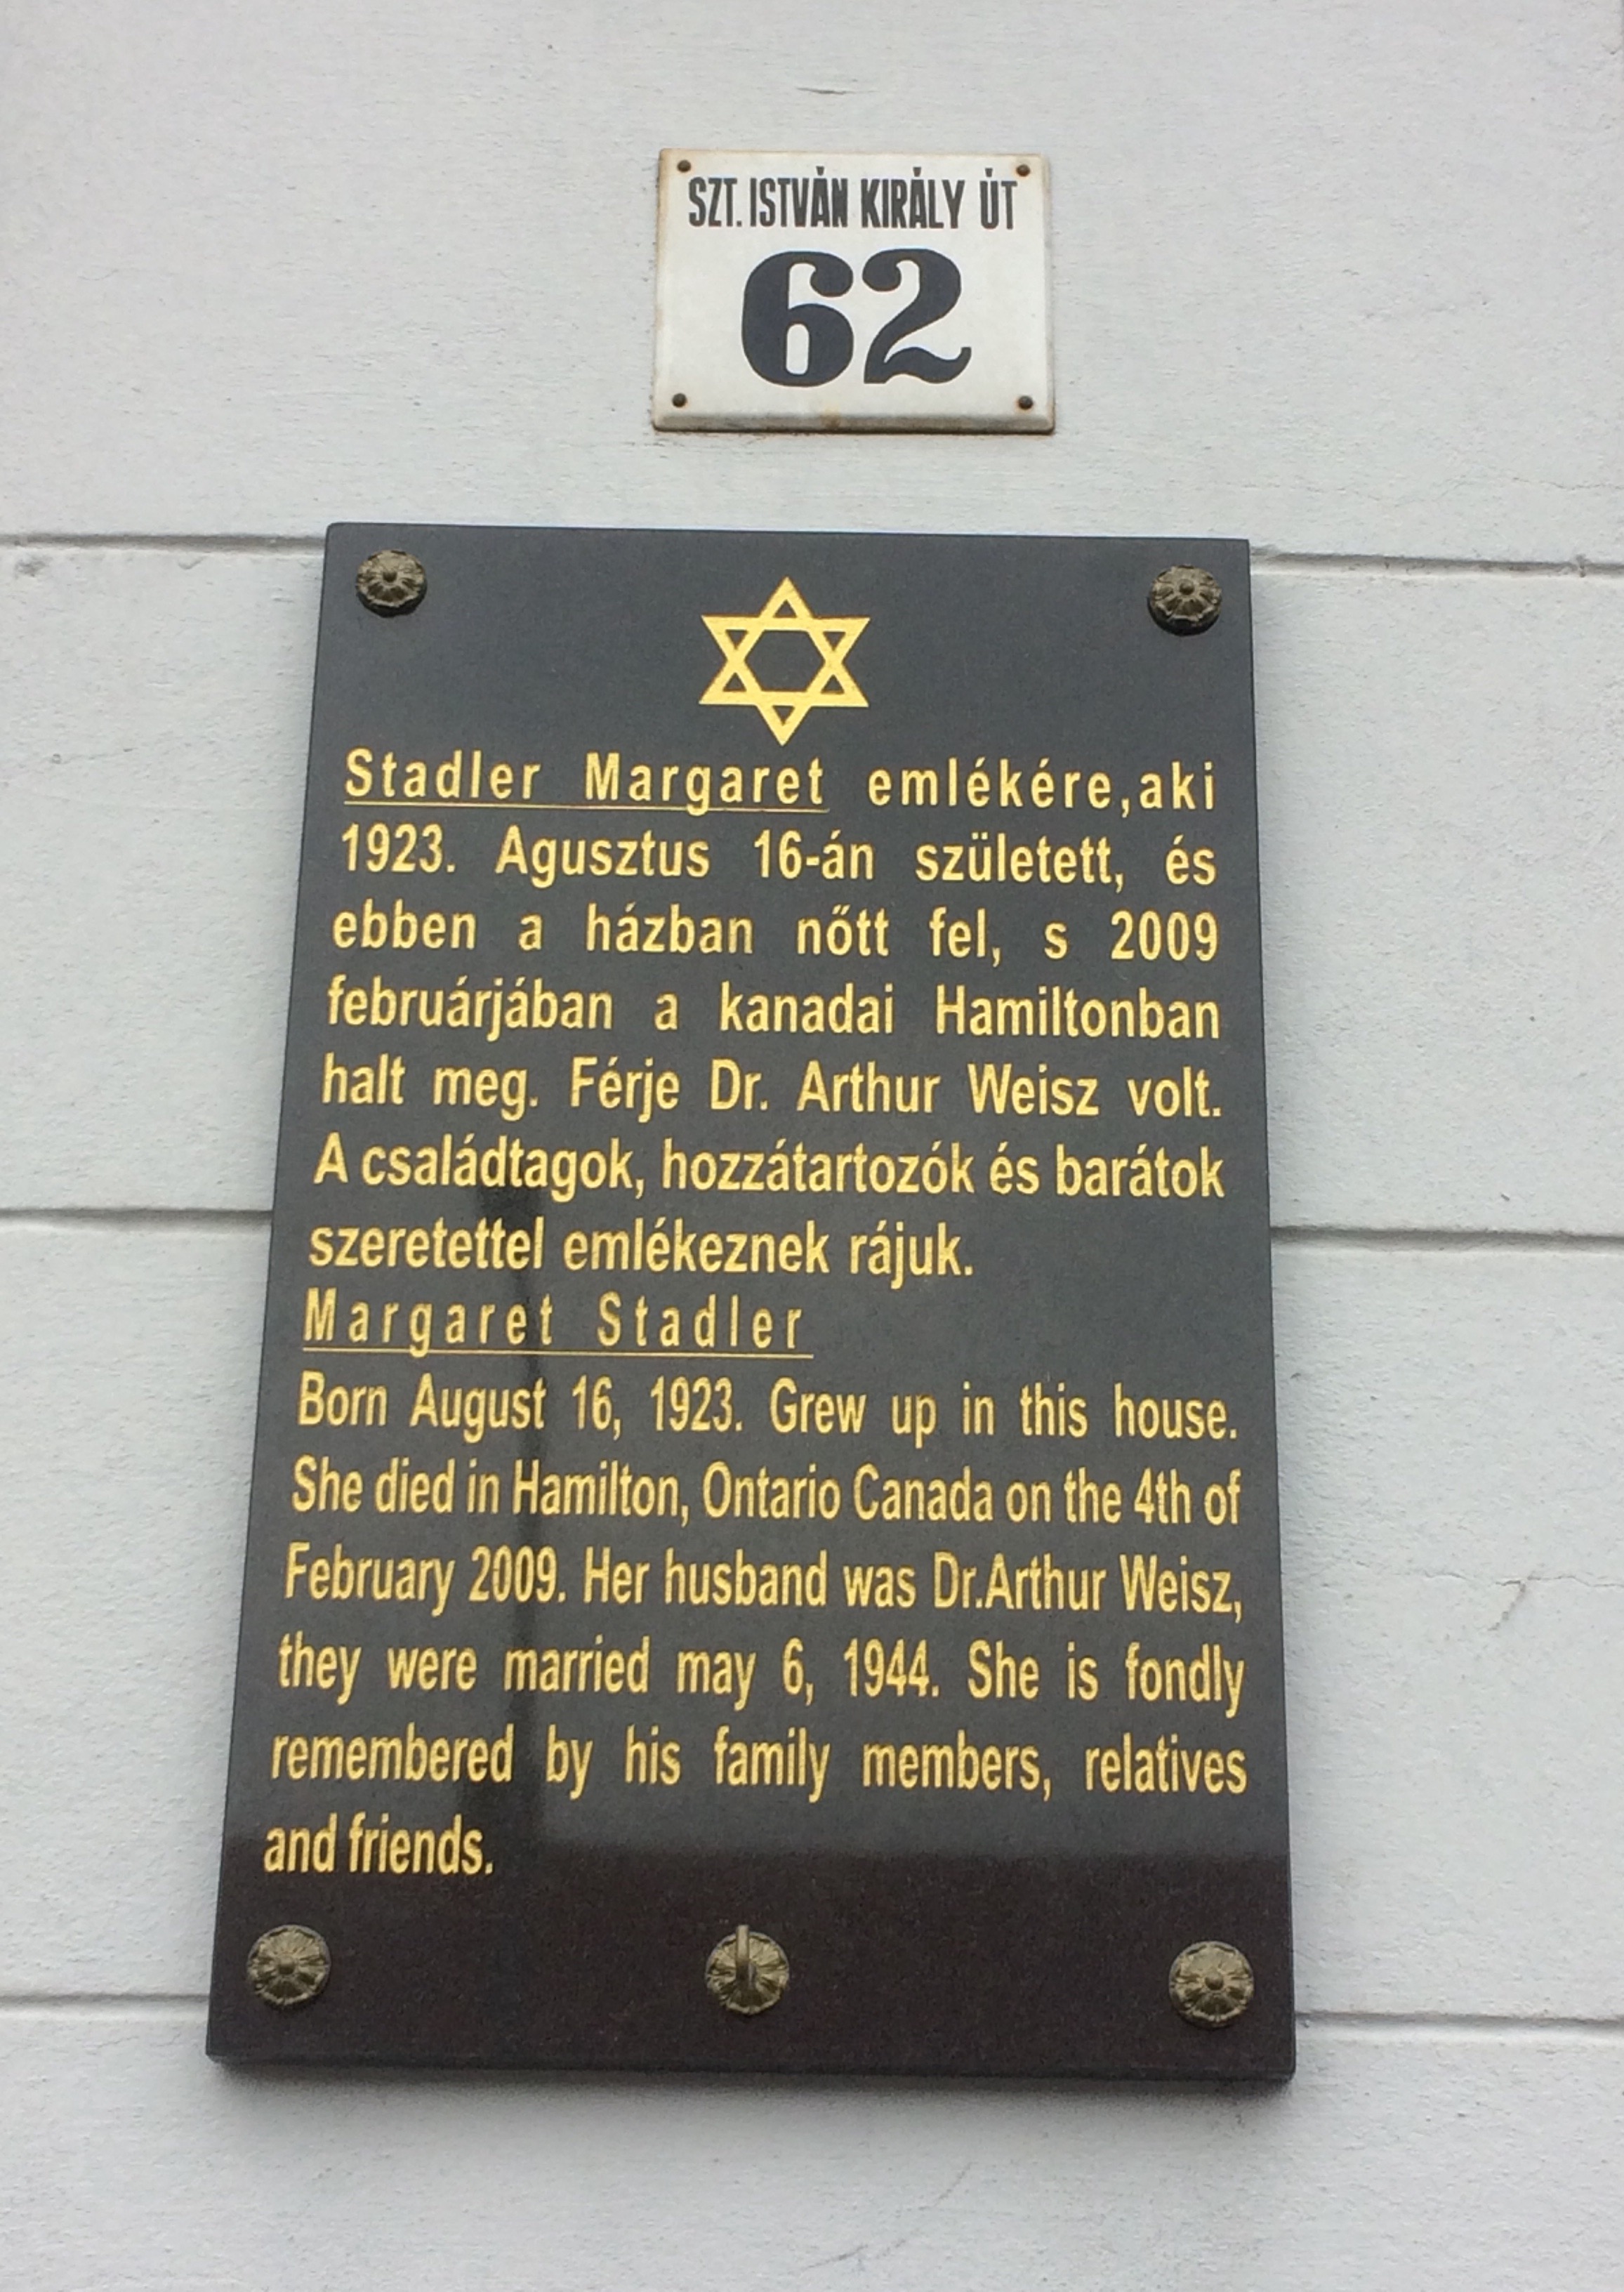 SZT. ISTVÁN KIRÁLY ÚT
62
Stadler Margaret emlékére,aki
1923. Agusztus 16-án született, és
ebben a házban nőtt fel, s 2009
februárjában a kanadai Hamiltonban
halt meg. Férje Dr. Arthur Weisz volt.
A családtagok, hozzátartozók és barátok
szeretettel emlékeznek rájuk.
Margaret Stadler
Born August 16, 1923. Grew up in this house.
She died in Hamilton, Ontario Canada on the 4th of
February 2009. Her husband was Dr.Arthur Weisz,
they were married may 6, 1944. She is fondly
remembered by his family members, relatives
and friends.